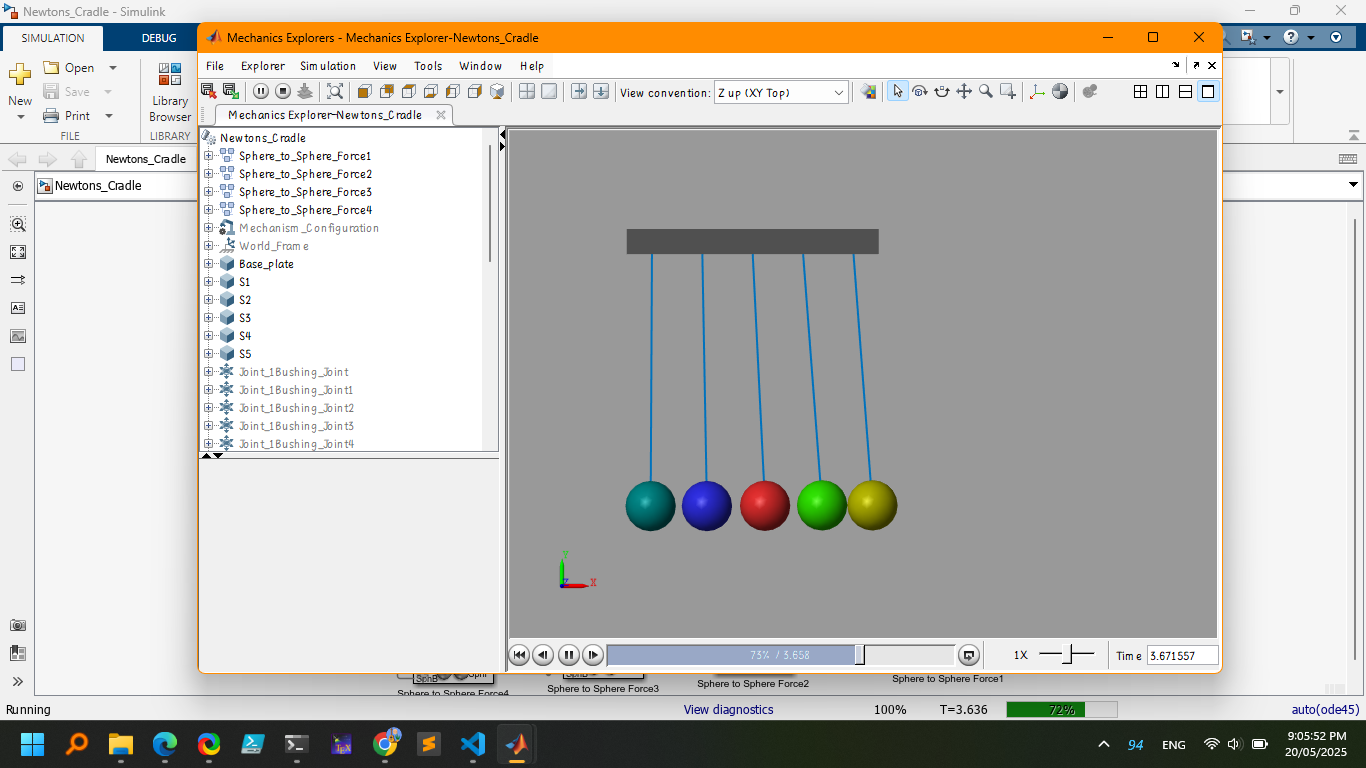 Newtons_Cradle - Simulink
SIMULATION
DEBUG
New
Open
Save
Print
FILE
Library
Browser
LIBRARY
Newtons_Cradle
Newtons_Cradle
Mechanics Explorers - Mechanics Explorer-Newtons_Cradle
File Explorer Simulation View Tools Window Help
View convention: Z up (XY Top)
Mechanics Explorer-Newtons_Cradle
Newtons_Cradle
Sphere_to_Sphere_Force1
Sphere_to_Sphere_Force2
Sphere_to_Sphere_Force3
Sphere_to_Sphere_Force4
Mechanism_Configuration
World_Frame
Base_plate
S1
S2
S3
S4
S5
Joint_1Bushing_Joint
Joint_1Bushing_Joint1
Joint_1Bushing_Joint2
Joint_1Bushing_Joint3
Joint_1Bushing_Joint4
Y
Z
X
73% / 3.658
1X
Time 3.671557
SphB
Sphere to Sphere Force4
Sphere to Sphere Force3
Sphere to Sphere Force2
Sphere to Sphere Force1
Running
View diagnostics
100%
T=3.636
72%
auto(ode45)
94
ENG
9:05:52 PM
20/05/2025